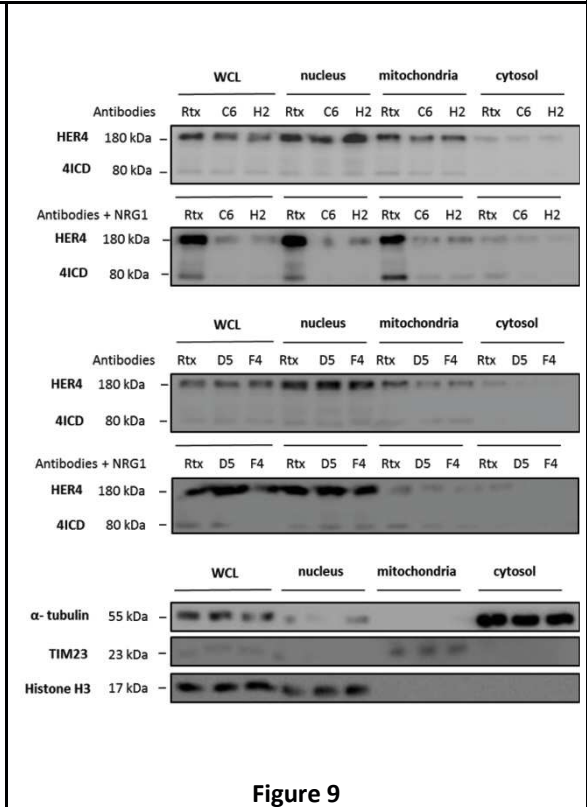 WCL nucleus mitochondria cytosol
Antibodies Rtx C6 H2 Rtx C6 H2 Rtx C6 H2 Rtx C6 H2
HER4 180 kDa –
4ICD 80 kDa –
Antibodies + NRG1 Rtx C6 H2 Rtx C6 H2 Rtx C6 H2 Rtx C6 H2
HER4 180 kDa –
4ICD 80 kDa –
WCL nucleus mitochondria cytosol
Antibodies Rtx D5 F4 Rtx D5 F4 Rtx D5 F4 Rtx D5 F4
HER4 180 kDa –
4ICD 80 kDa –
Antibodies + NRG1 Rtx D5 F4 Rtx D5 F4 Rtx D5 F4 Rtx D5 F4
HER4 180 kDa –
4ICD 80 kDa –
WCL nucleus mitochondria cytosol
α- tubulin 55 kDa –
TIM23 23 kDa –
Histone H3 17 kDa –
Figure 9